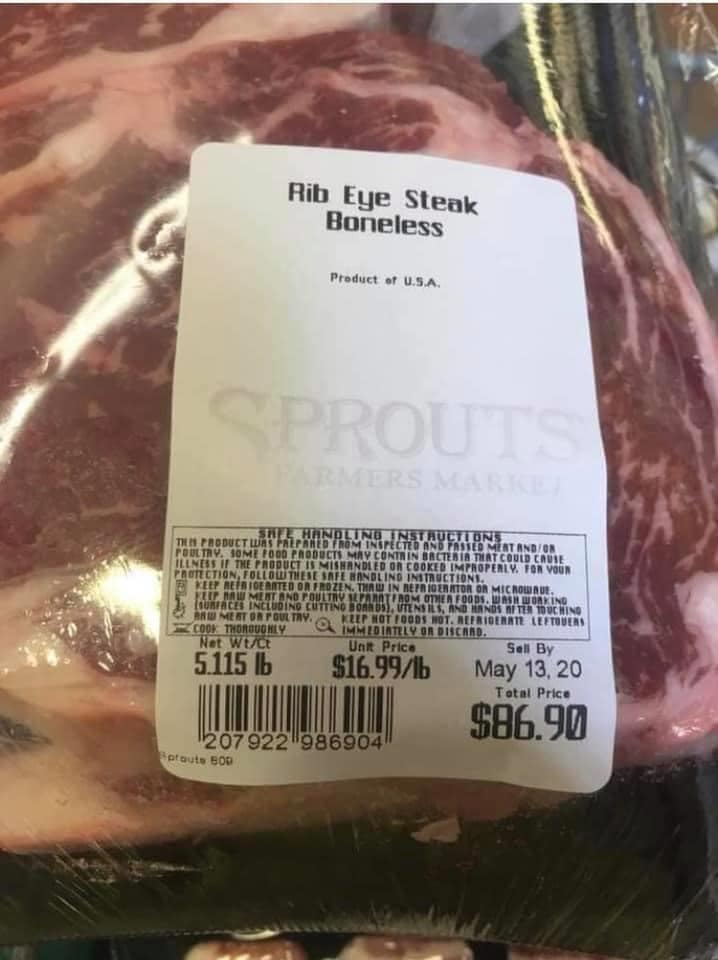 Rib Eye Steak
Boneless
Product of U.S.A.
SPROUTS
FARMERS MARKET
SAFE HANDLING INSTRUCTIONS
THIS PRODUCT WAS PREPARED FROM INSPECTED AND PASSED MEAT AND/OR
POULTRY. SOME FOOD PRODUCTS MAY CONTAIN BACTERIA THAT COULD CAUSE
ILLNESS IF THE PRODUCT IS MISHANDLED OR COOKED IMPROPERLY. FOR YOUR
PROTECTION, FOLLOW THESE SAFE HANDLING INSTRUCTIONS.
KEEP REFRIGERATED OR FROZEN. THAW IN REFRIGERATOR OR MICROWAVE.
KEEP RAW MEAT AND POULTRY SEPARATE FROM OTHER FOODS. WASH WORKING
(SURFACES INCLUDING CUTTING BOARDS), UTENSILS, AND HANDS AFTER TOUCHING
RAW MEAT OR POULTRY. KEEP HOT FOODS HOT. REFRIGERATE LEFTOVERS
COOK THOROUGHLY IMMEDIATELY OR DISCARD.
Net Wt/Ct Unit Price Sell By
5.115 lb $16.99/lb May 13, 20
Total Price
$86.90
207922 986904
Sprouts